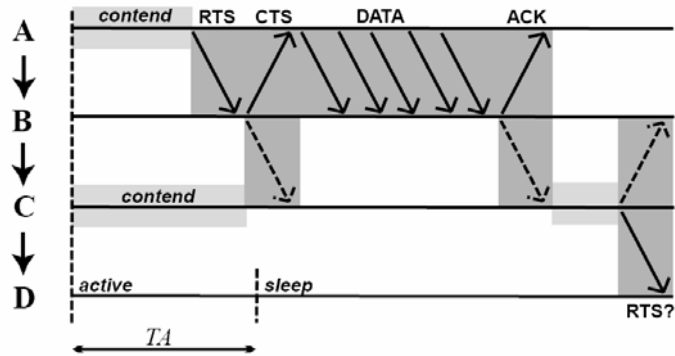 contend RTS CTS DATA ACK
A
B
contend
C
active sleep
D
RTS?
TA